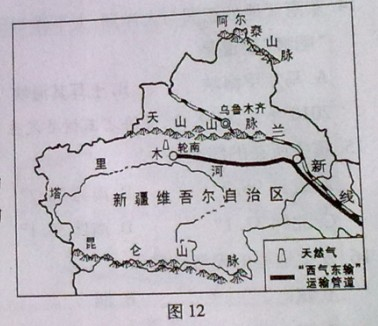 阿尔泰山脉
乌鲁木齐
天山山脉
兰新线
轮南
塔里木河
新疆维吾尔自治区
昆仑山脉
天然气
“西气东输”
运输管道
图12